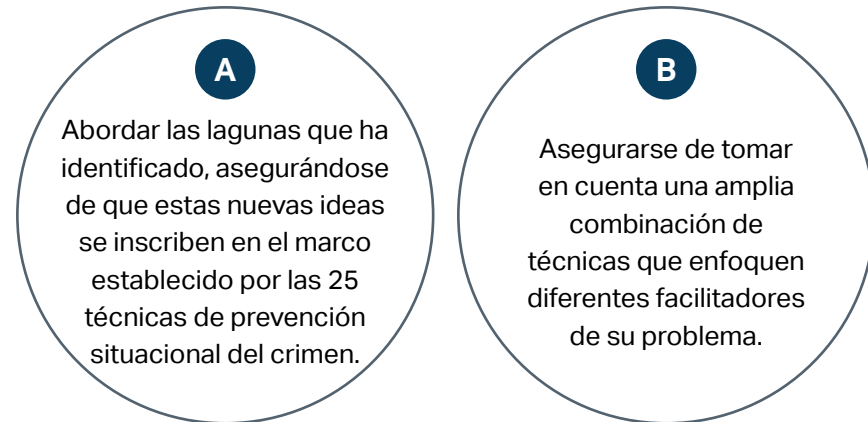 A
Abordar las lagunas que ha
identificado, asegurándose
de que estas nuevas ideas
se inscriben en el marco
establecido por las 25
técnicas de prevención
situacional del crimen.
B
Asegurarse de tomar
en cuenta una amplia
combinación de
técnicas que enfoquen
diferentes facilitadores
de su problema.